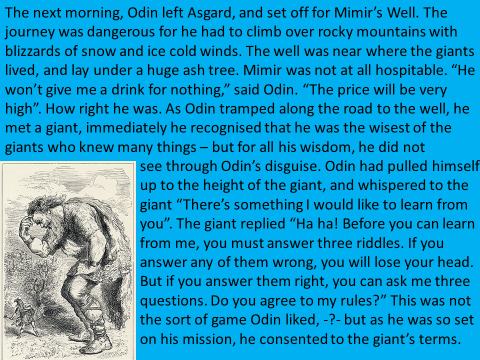 The next morning, Odin left Asgard, and set off for Mimir’s Well. The
journey was dangerous for he had to climb over rocky mountains with
blizzards of snow and ice cold winds. The well was near where the giants
lived, and lay under a huge ash tree. Mimir was not at all hospitable. “He
won’t give me a drink for nothing,” said Odin. “The price will be very
high”. How right he was. As Odin tramped along the road to the well, he
met a giant, immediately he recognised that he was the wisest of the
giants who knew many things – but for all his wisdom, he did not
see through Odin’s disguise. Odin had pulled himself
up to the height of the giant, and whispered to the
giant “There’s something I would like to learn from
you”. The giant replied “Ha ha! Before you can learn
from me, you must answer three riddles. If you
answer any of them wrong, you will lose your head.
But if you answer them right, you can ask me three
questions. Do you agree to my rules?” This was not
the sort of game Odin liked, -?- but as he was so set
on his mission, he consented to the giant’s terms.